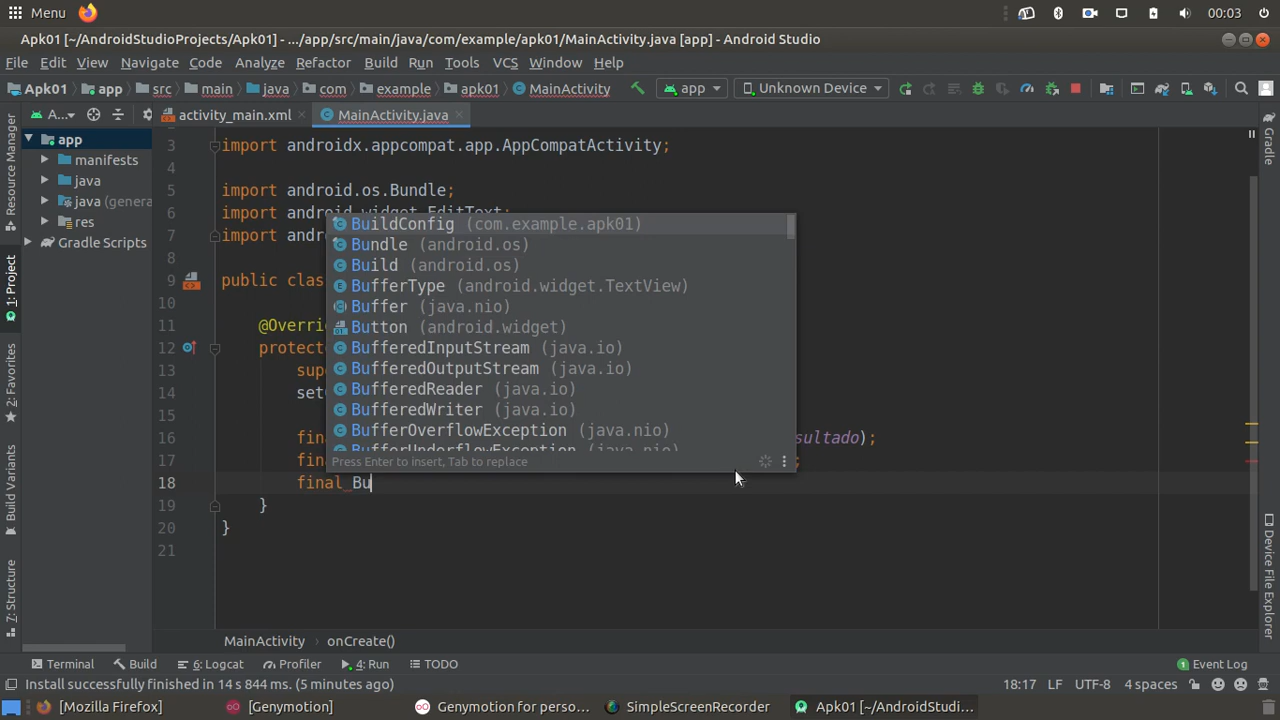 Menu
00:03
Apk01 [~/AndroidStudioProjects/Apk01] - .../app/src/main/java/com/example/apk01/MainActivity.java [app] - Android Studio
File Edit View Navigate Code Analyze Refactor Build Run Tools VCS Window Help
Apk01 app src main java com example apk01 MainActivity app Unknown Device
A... activity_main.xml MainActivity.java
app
manifests
java
java (genera
res
Gradle Scripts
Resource Manager
1: Project
2: Favorites
Build Variants
7: Structure
3 import androidx.appcompat.app.AppCompatActivity;
4
5 import android.os.Bundle;
6 import android.widget.EditText;
7 import andr
8
9 public clas
10
11 @Overri
12 protecte
13 supe
14 set
16 fina sultado);
17 fina ;
18 final Bu
19 }
20 }
21
BuildConfig (com.example.apk01)
Bundle (android.os)
Build (android.os)
BufferType (android.widget.TextView)
Buffer (java.nio)
Button (android.widget)
BufferedInputStream (java.io)
BufferedOutputStream (java.io)
BufferedReader (java.io)
BufferedWriter (java.io)
BufferOverflowException (java.nio)
BufferUnderflowException (java.nio)
Press Enter to insert, Tab to replace
Gradle
Device File Explorer
MainActivity › onCreate()
Terminal Build 6: Logcat Profiler 4: Run TODO 1 Event Log
Install successfully finished in 14 s 844 ms. (5 minutes ago) 18:17 LF UTF-8 4 spaces
[Mozilla Firefox] [Genymotion] Genymotion for perso... SimpleScreenRecorder Apk01 [~/AndroidStudi...